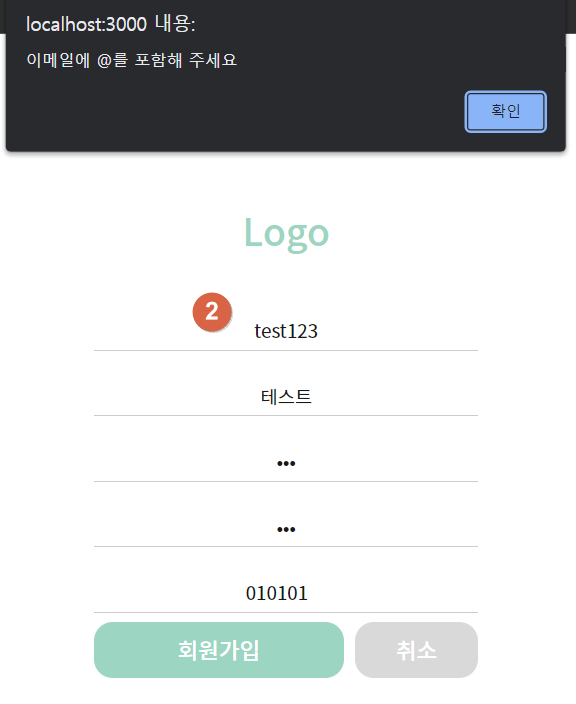 localhost:3000 내용:
이메일에 @를 포함해 주세요
확인
Logo
2
test123
테스트
•••
•••
010101
회원가입 취소